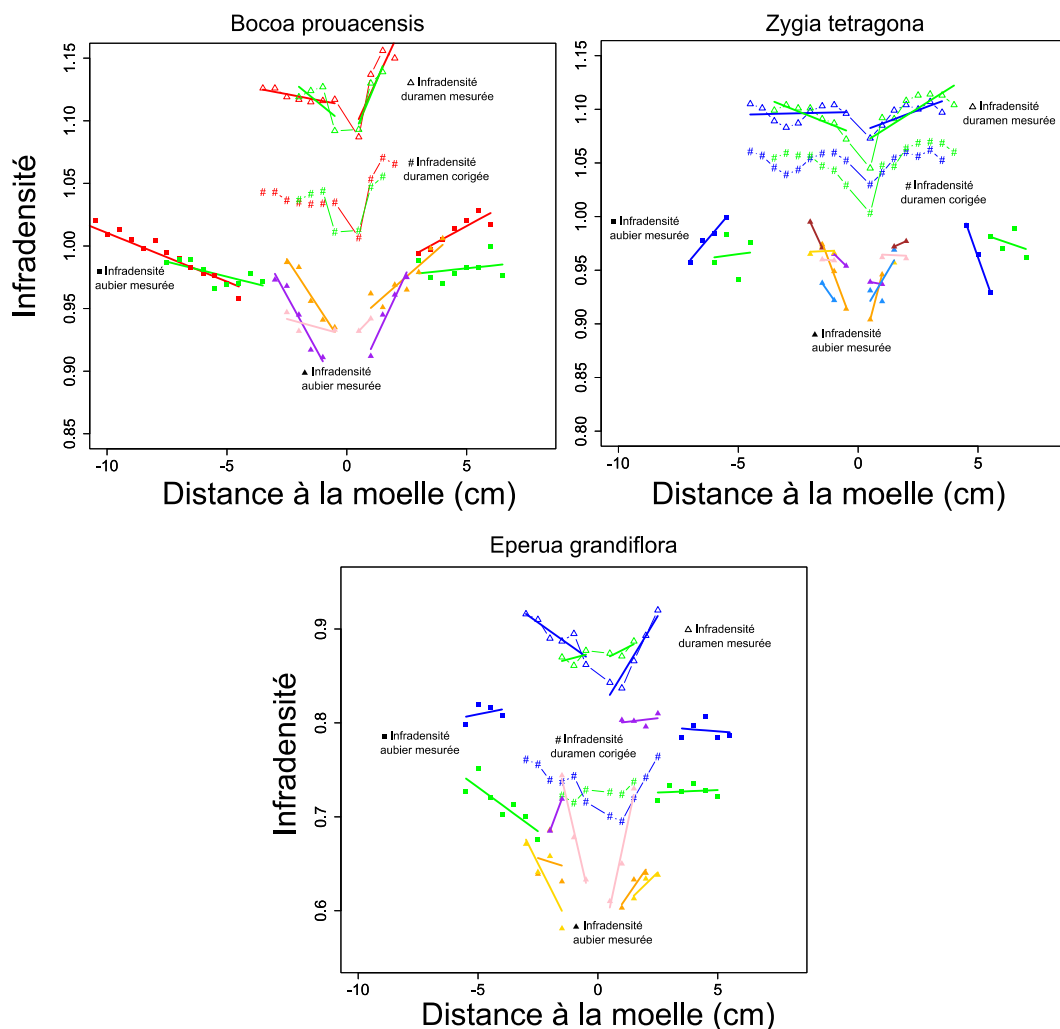 Bocoa prouacensis
Infradensité
1.15
1.10
1.05
1.00
0.95
0.90
0.85
△ Infradensité
duramen mesurée
# Infradensité
duramen corigée
■ Infradensité
aubier mesurée
▲ Infradensité
aubier mesurée
-10
-5
0
5
Distance à la moelle (cm)
Zygia tetragona
1.15
1.10
1.05
1.00
0.95
0.90
0.85
0.80
△ Infradensité
duramen mesurée
# Infradensité
duramen corigée
■ Infradensité
aubier mesurée
▲ Infradensité
aubier mesurée
-10
-5
0
5
Distance à la moelle (cm)
Eperua grandiflora
Infradensité
0.9
0.8
0.7
0.6
△ Infradensité
duramen mesurée
■ Infradensité
aubier mesurée
# Infradensité
duramen corigée
▲ Infradensité
aubier mesurée
-10
-5
0
5
Distance à la moelle (cm)